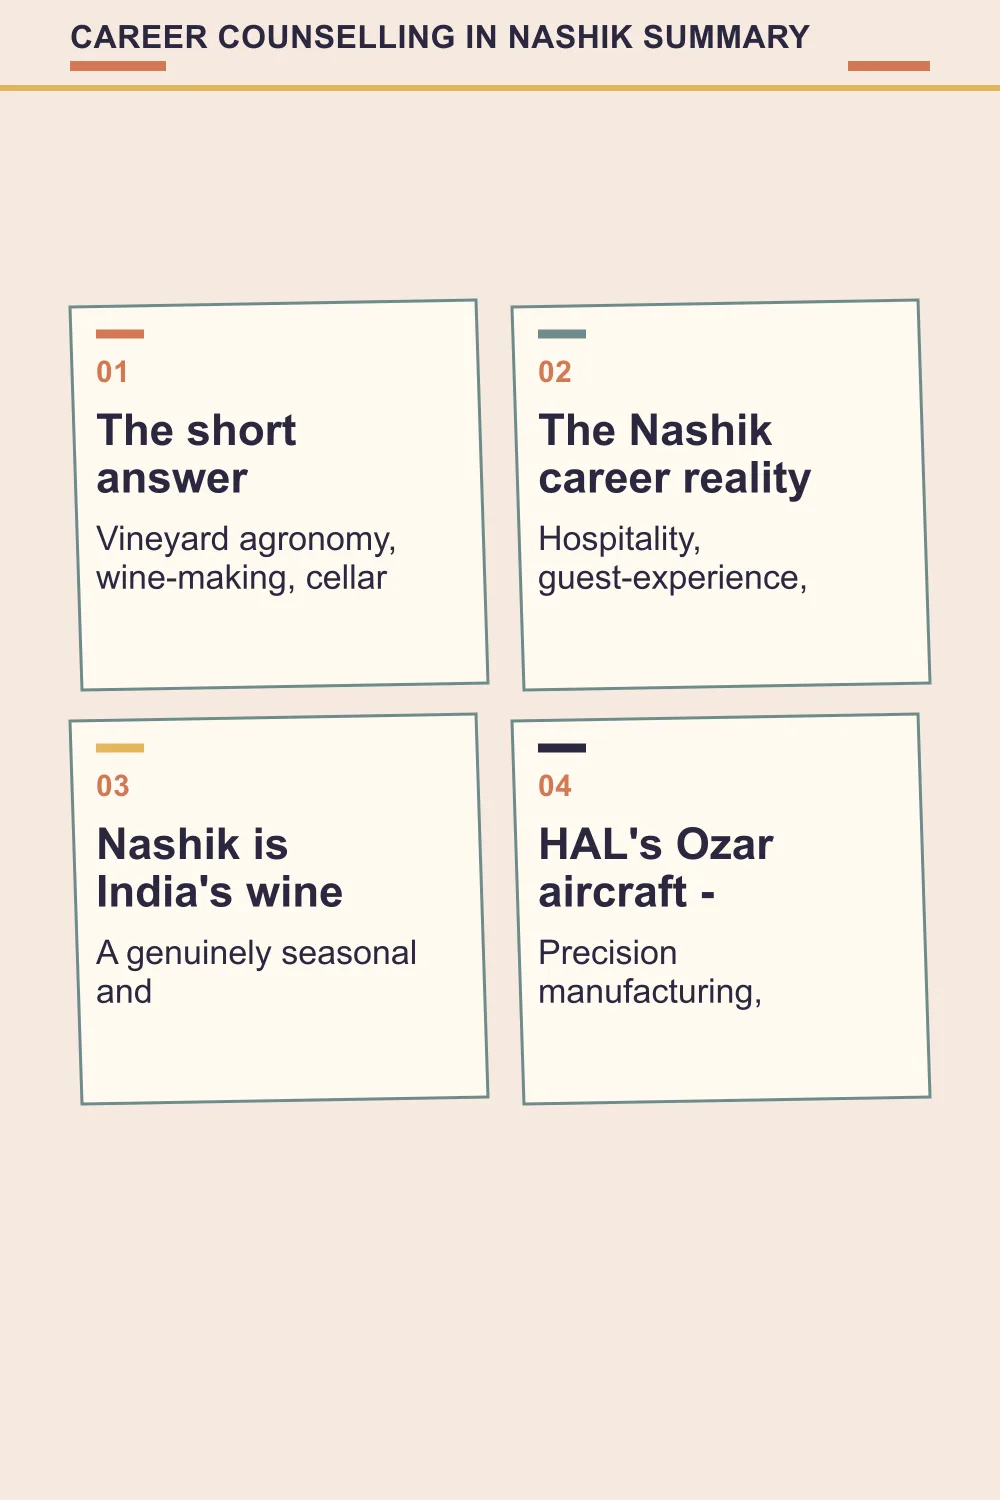 CAREER COUNSELLING IN NASHIK SUMMARY
01
The short
answer
Vineyard agronomy,
wine-making, cellar
02
The Nashik
career reality
Hospitality,
guest-experience,
03
Nashik is
India's wine
A genuinely seasonal
and
04
HAL's Ozar
aircraft -
Precision
manufacturing,